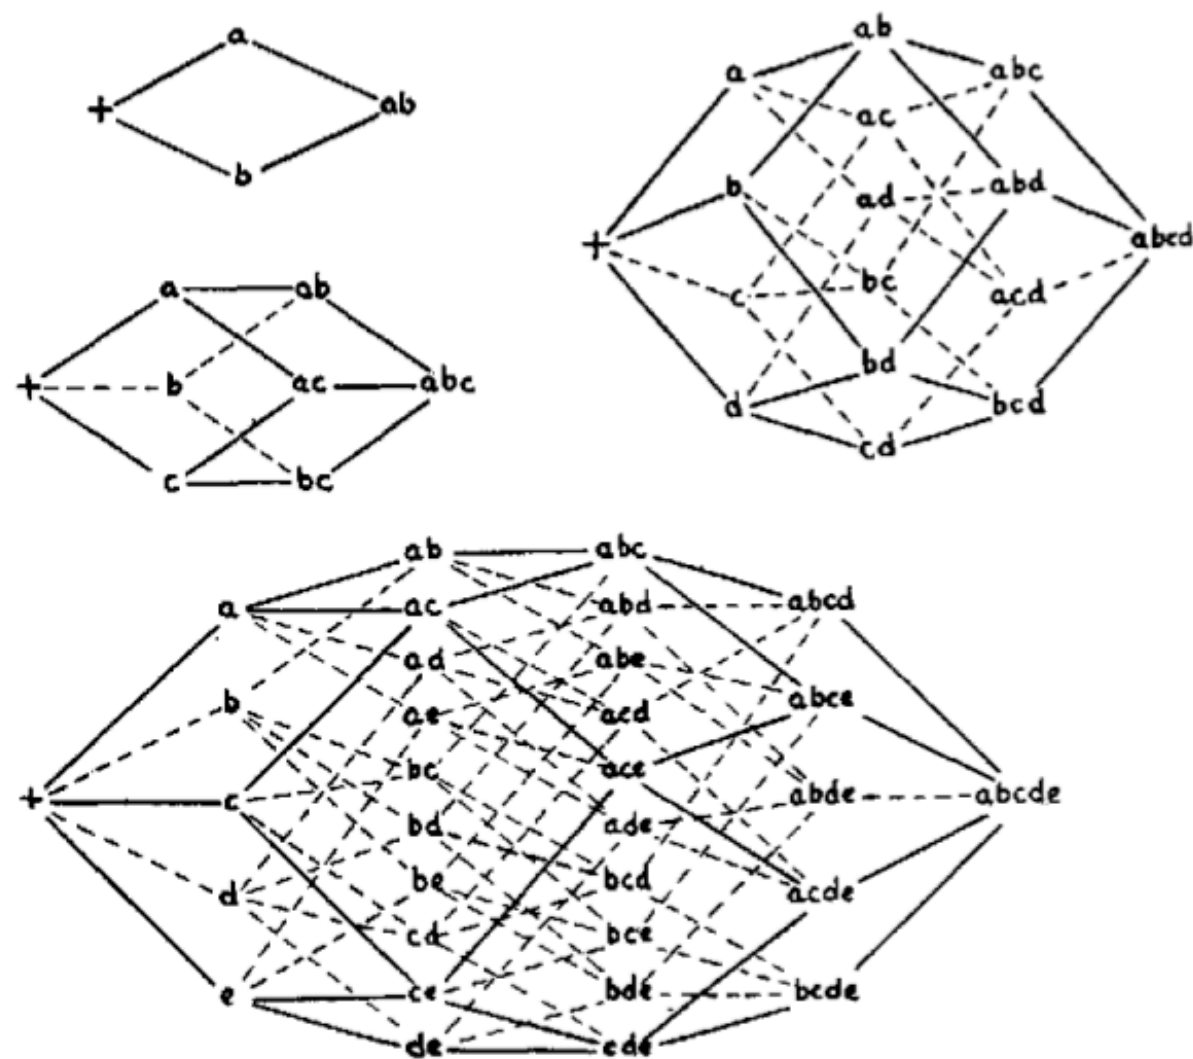 a
+
ab
b
a ab
+ b ac abc
c bc
ab
a abc
ac
b ad abd
+ abcd
c bc acd
bd
d bcd
cd
ab abc
a ac abd abcd
ad abe
b ae acd abce
bc ace
+ c abde abcde
bd ade
d be bcd acde
cd bce
e ce bde bcde
de cde